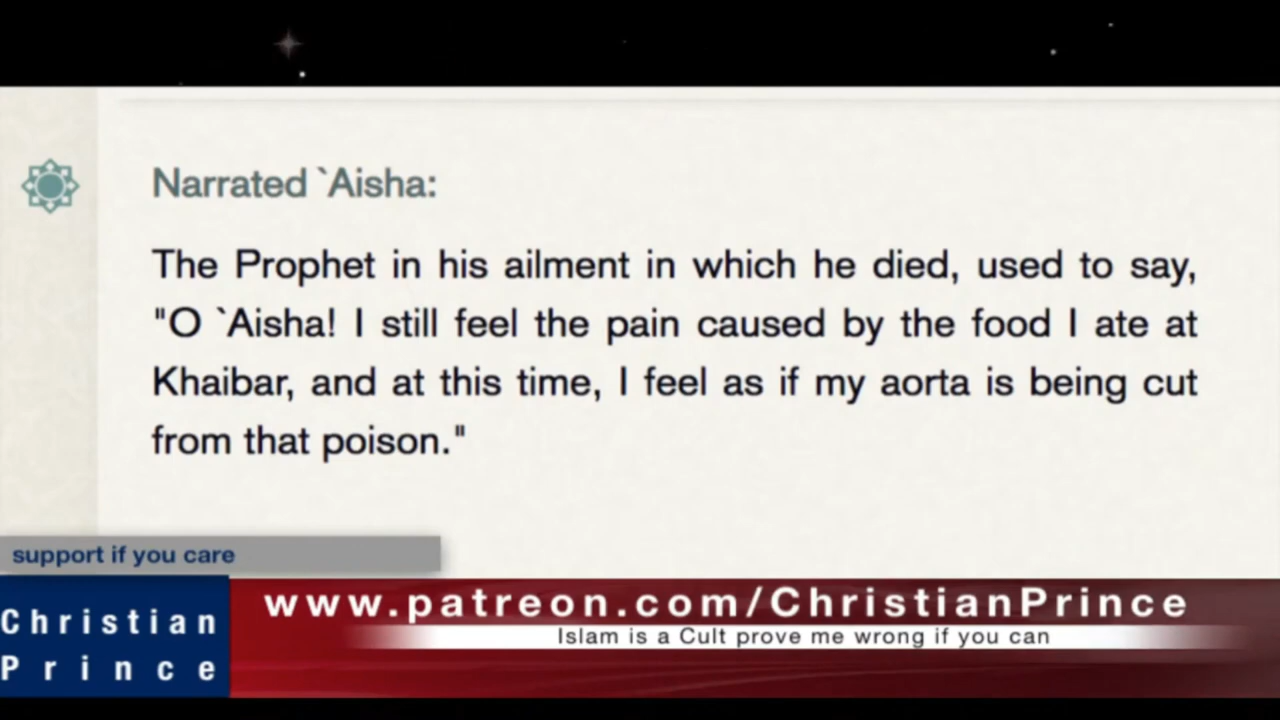 Narrated `Aisha:
The Prophet in his ailment in which he died, used to say,
"O `Aisha! I still feel the pain caused by the food I ate at
Khaibar, and at this time, I feel as if my aorta is being cut
from that poison."
support if you care
Christian
Prince
www.patreon.com/ChristianPrince
Islam is a Cult prove me wrong if you can